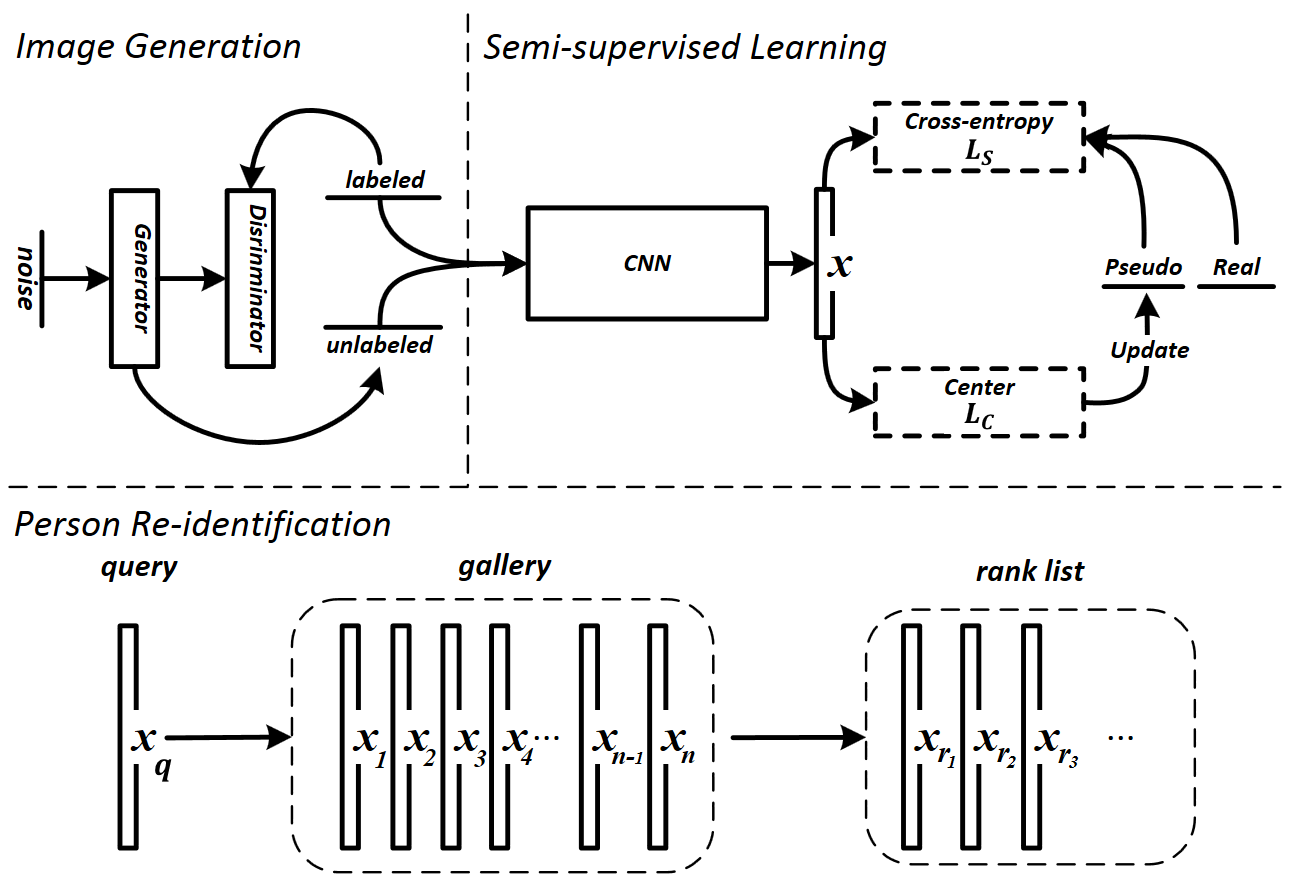 Image Generation
Semi-supervised Learning
noise
Generator
Disrinminator
labeled
unlabeled
CNN
x
Cross-entropy
L_S
Center
L_C
Pseudo
Real
Update
Person Re-identification
query
gallery
rank list
x_q
x_1 x_2 x_3 x_4 ... x_{n-1} x_n
x_{r_1} x_{r_2} x_{r_3} ...